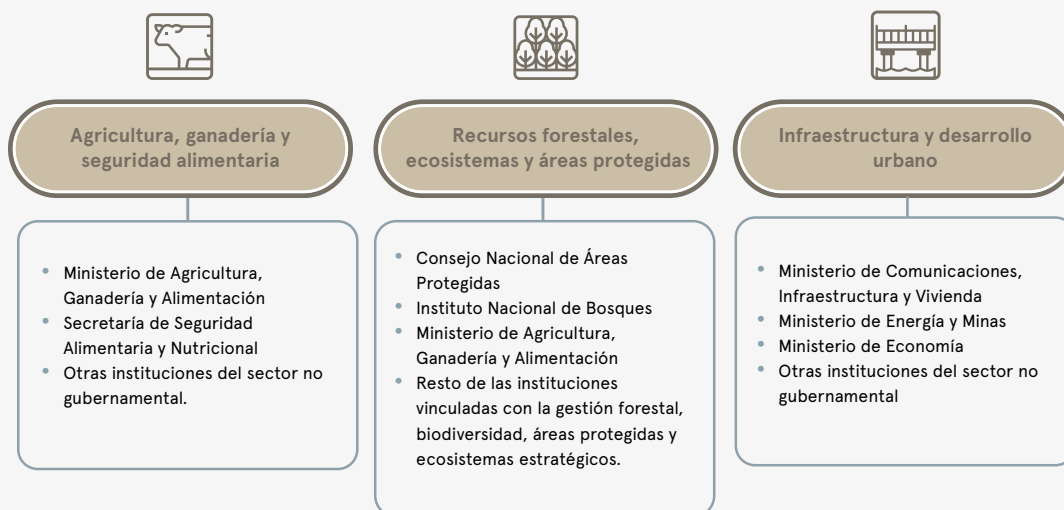 Agricultura, ganadería y
seguridad alimentaria
Ministerio de Agricultura,
Ganadería y Alimentación
Secretaría de Seguridad
Alimentaria y Nutricional
Otras instituciones del sector no
gubernamental.
Recursos forestales,
ecosistemas y áreas protegidas
Consejo Nacional de Áreas
Protegidas
Instituto Nacional de Bosques
Ministerio de Agricultura,
Ganadería y Alimentación
Resto de las instituciones
vinculadas con la gestión forestal,
biodiversidad, áreas protegidas y
ecosistemas estratégicos.
Infraestructura y desarrollo
urbano
Ministerio de Comunicaciones,
Infraestructura y Vivienda
Ministerio de Energía y Minas
Ministerio de Economía
Otras instituciones del sector no
gubernamental